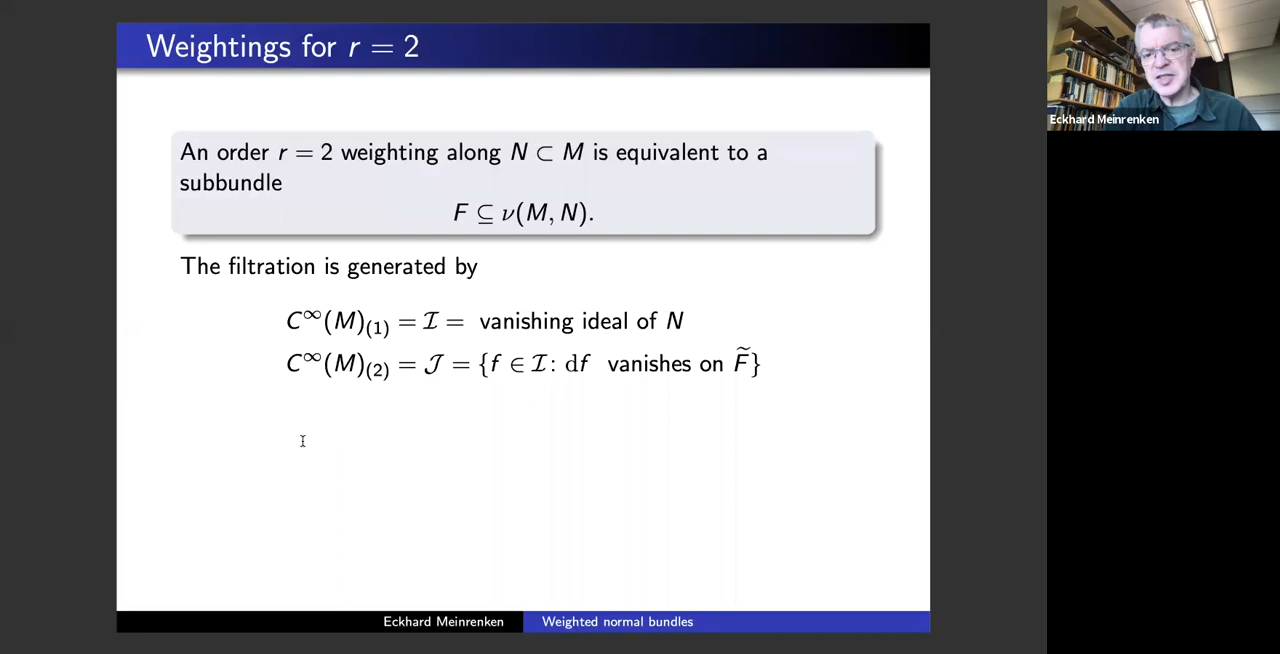 Weightings for r = 2
Eckhard Meinrenken
An order r = 2 weighting along N ⊂ M is equivalent to a
subbundle
F ⊆ ν(M, N).
The filtration is generated by
C^∞(M)_(1) = 𝓘 = vanishing ideal of N
C^∞(M)_(2) = 𝓙 = {f ∈ 𝓘 : df vanishes on F̃}
Eckhard Meinrenken
Weighted normal bundles